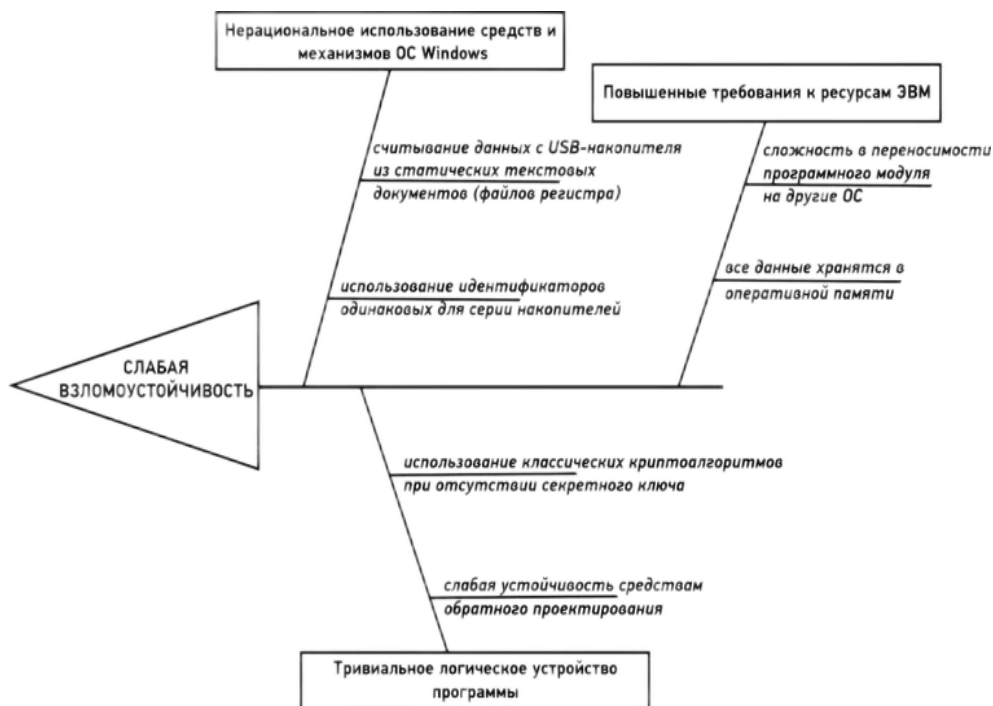 Нерациональное использование средств и
механизмов ОС Windows
Повышенные требования к ресурсам ЭВМ
считывание данных с USB-накопителя
из статических текстовых
документов (файлов регистра)
сложность в переносимости
программного модуля
на другие ОС
использование идентификаторов
одинаковых для серии накопителей
все данные хранятся в
оперативной памяти
СЛАБАЯ
ВЗЛОМОУСТОЙЧИВОСТЬ
использование классических криптоалгоритмов
при отсутствии секретного ключа
слабая устойчивость средствам
обратного проектирования
Тривиальное логическое устройство
программы